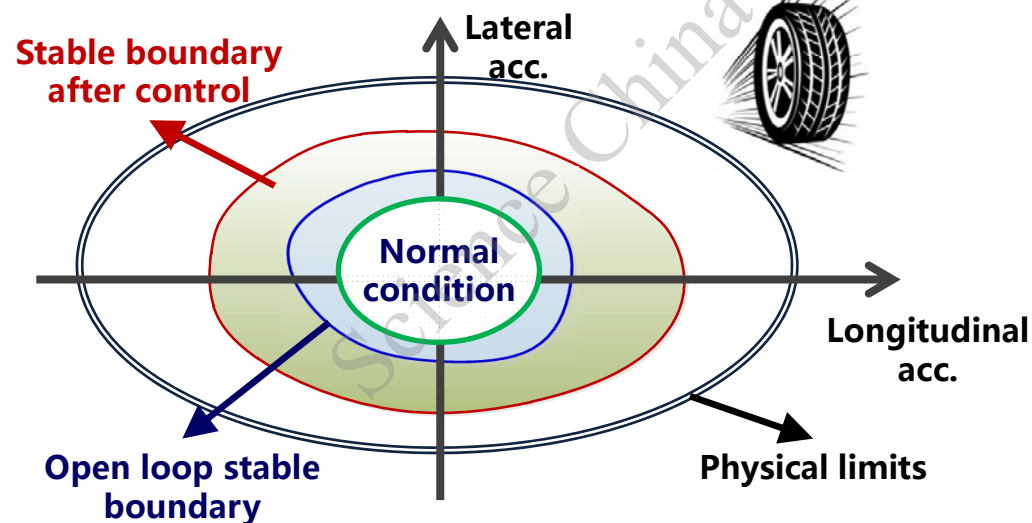 Lateral
acc.
Stable boundary
after control
Normal
condition
Longitudinal
acc.
Open loop stable
boundary
Physical limits
Science China